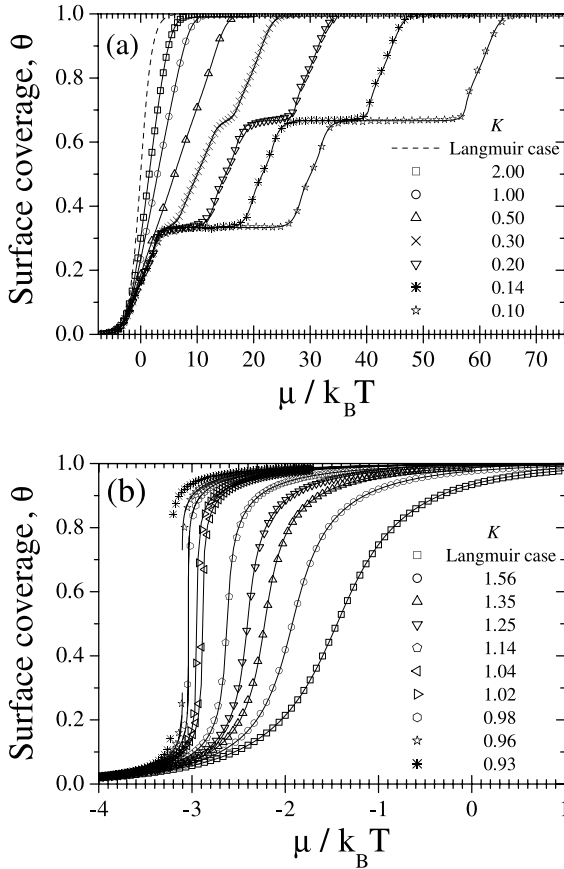 (a)
Surface coverage, θ
1.0
0.8
0.6
0.4
0.2
0.0
K
Langmuir case
2.00
1.00
0.50
0.30
0.20
0.14
0.10
0 10 20 30 40 50 60 70
μ / k_BT
(b)
Surface coverage, θ
1.0
0.8
0.6
0.4
0.2
0.0
K
Langmuir case
1.56
1.35
1.25
1.14
1.04
1.02
0.98
0.96
0.93
-4 -3 -2 -1 0 1
μ / k_BT